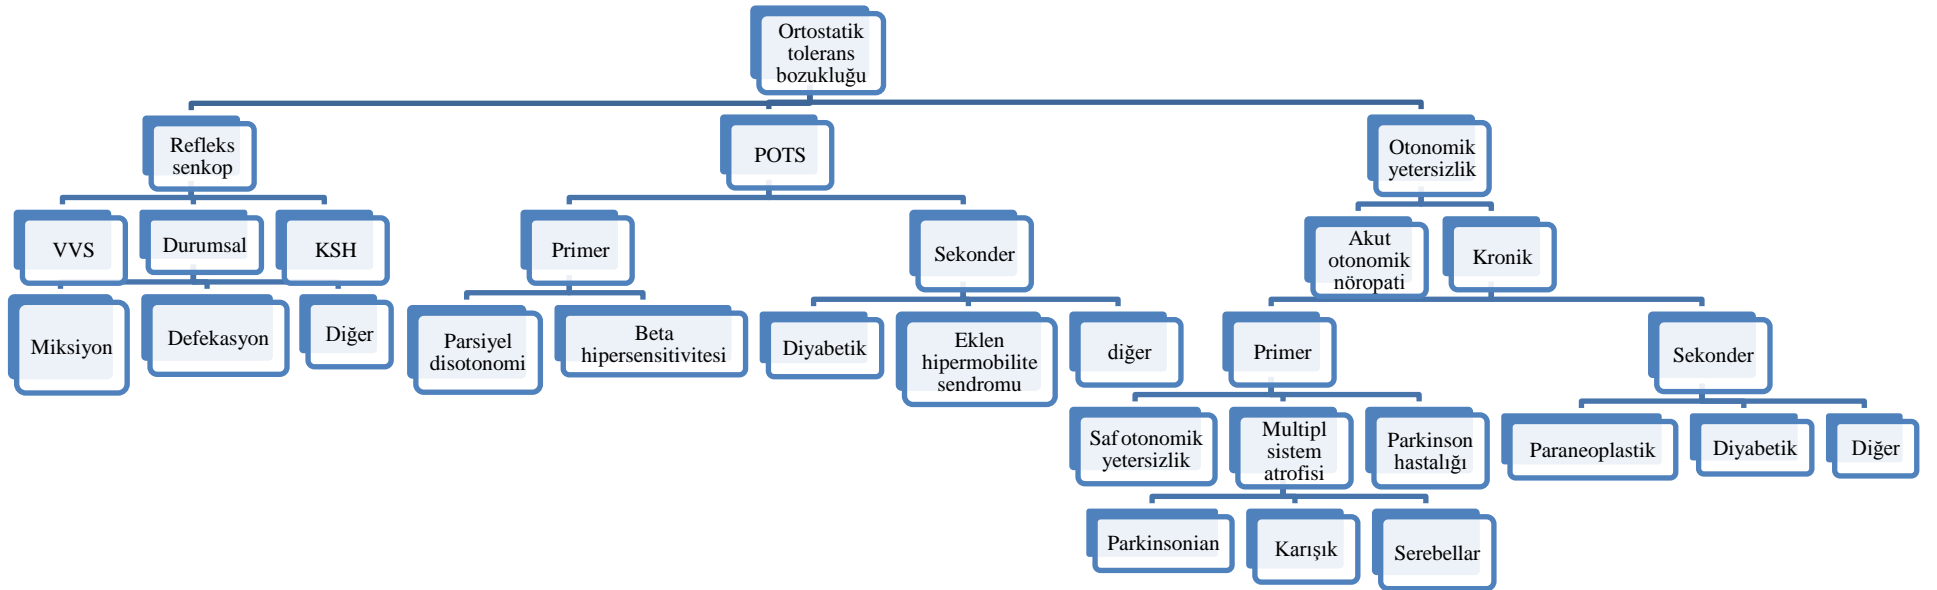 Ortostatik
tolerans
bozukluğu
Refleks
senkop
POTS
Otonomik
yetersizlik
VVS
Durumsal
KSH
Primer
Sekonder
Akut
otonomik
nöropati
Kronik
Miksiyon
Defekasyon
Diğer
Parsiyel
disotonomi
Beta
hipersensitivitesi
Diyabetik
Eklen
hipermobilite
sendromu
diğer
Primer
Sekonder
Saf otonomik
yetersizlik
Multipl
sistem
atrofisi
Parkinson
hastalığı
Paraneoplastik
Diyabetik
Diğer
Parkinsonian
Karışık
Serebellar